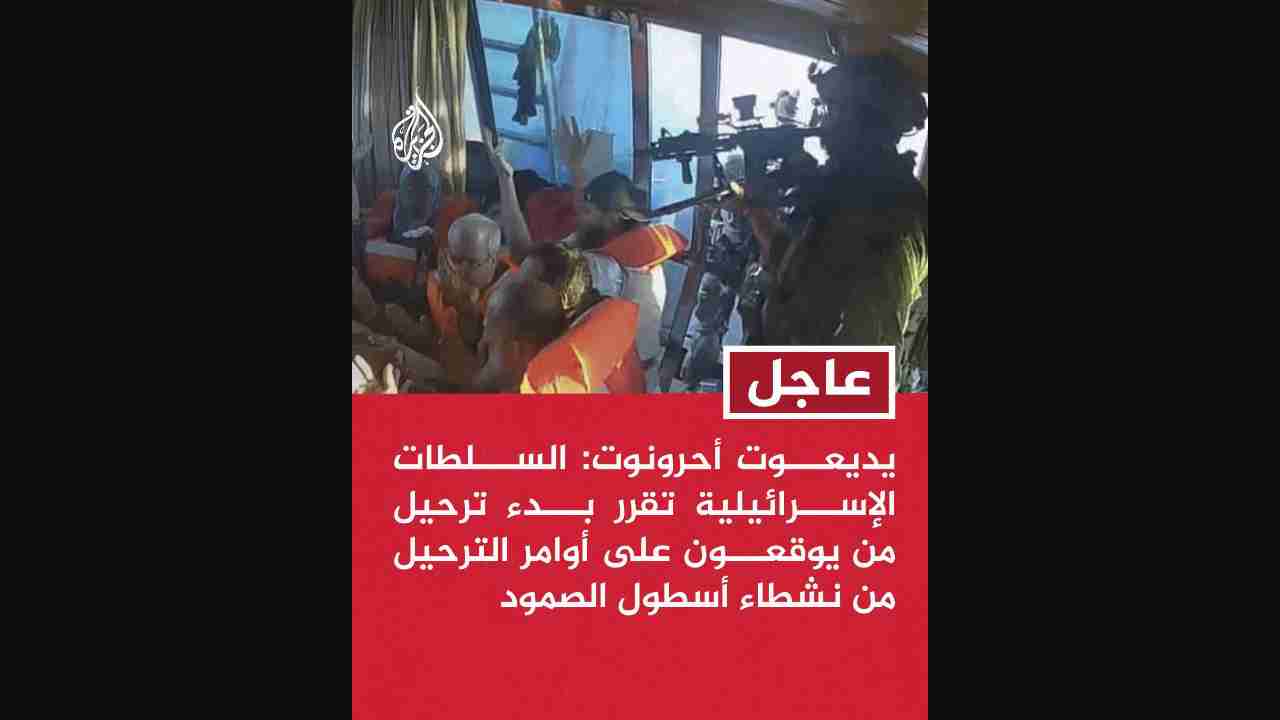 الجزيرة
عاجل
يديعوت أحرونوت: السلطات
الإسرائيلية تقرر بدء ترحيل
من يوقعون على أوامر الترحيل
من نشطاء أسطول الصمود